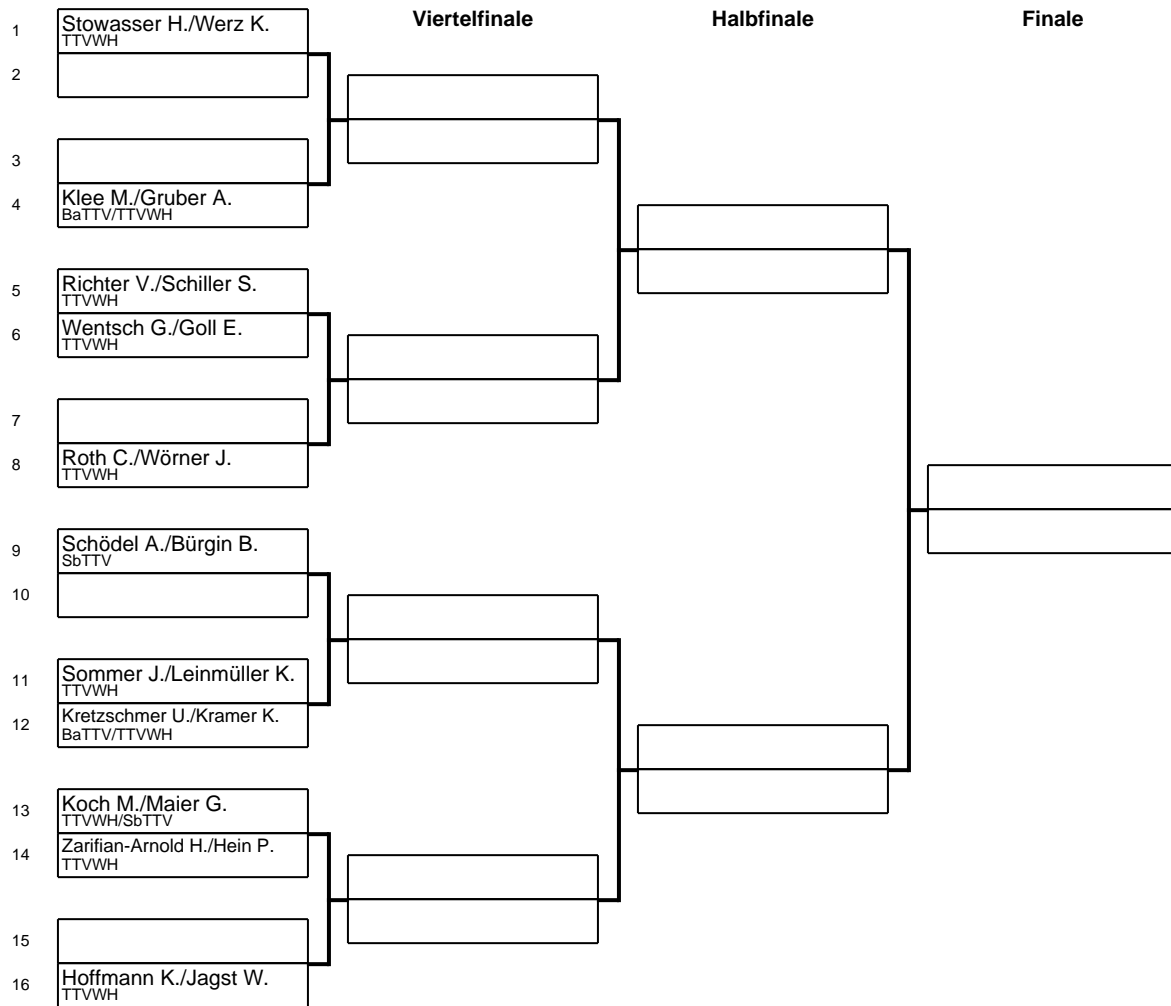 Viertelfinale
Halbfinale
Finale
1
Stowasser H./Werz K.
TTVWH
2
3
4
Klee M./Gruber A.
BaTTV/TTVWH
5
Richter V./Schiller S.
TTVWH
6
Wentsch G./Goll E.
TTVWH
7
8
Roth C./Wörner J.
TTVWH
9
Schödel A./Bürgin B.
SbTTV
10
11
Sommer J./Leinmüller K.
TTVWH
12
Kretzschmer U./Kramer K.
BaTTV/TTVWH
13
Koch M./Maier G.
TTVWH/SbTTV
14
Zarifian-Arnold H./Hein P.
TTVWH
15
16
Hoffmann K./Jagst W.
TTVWH